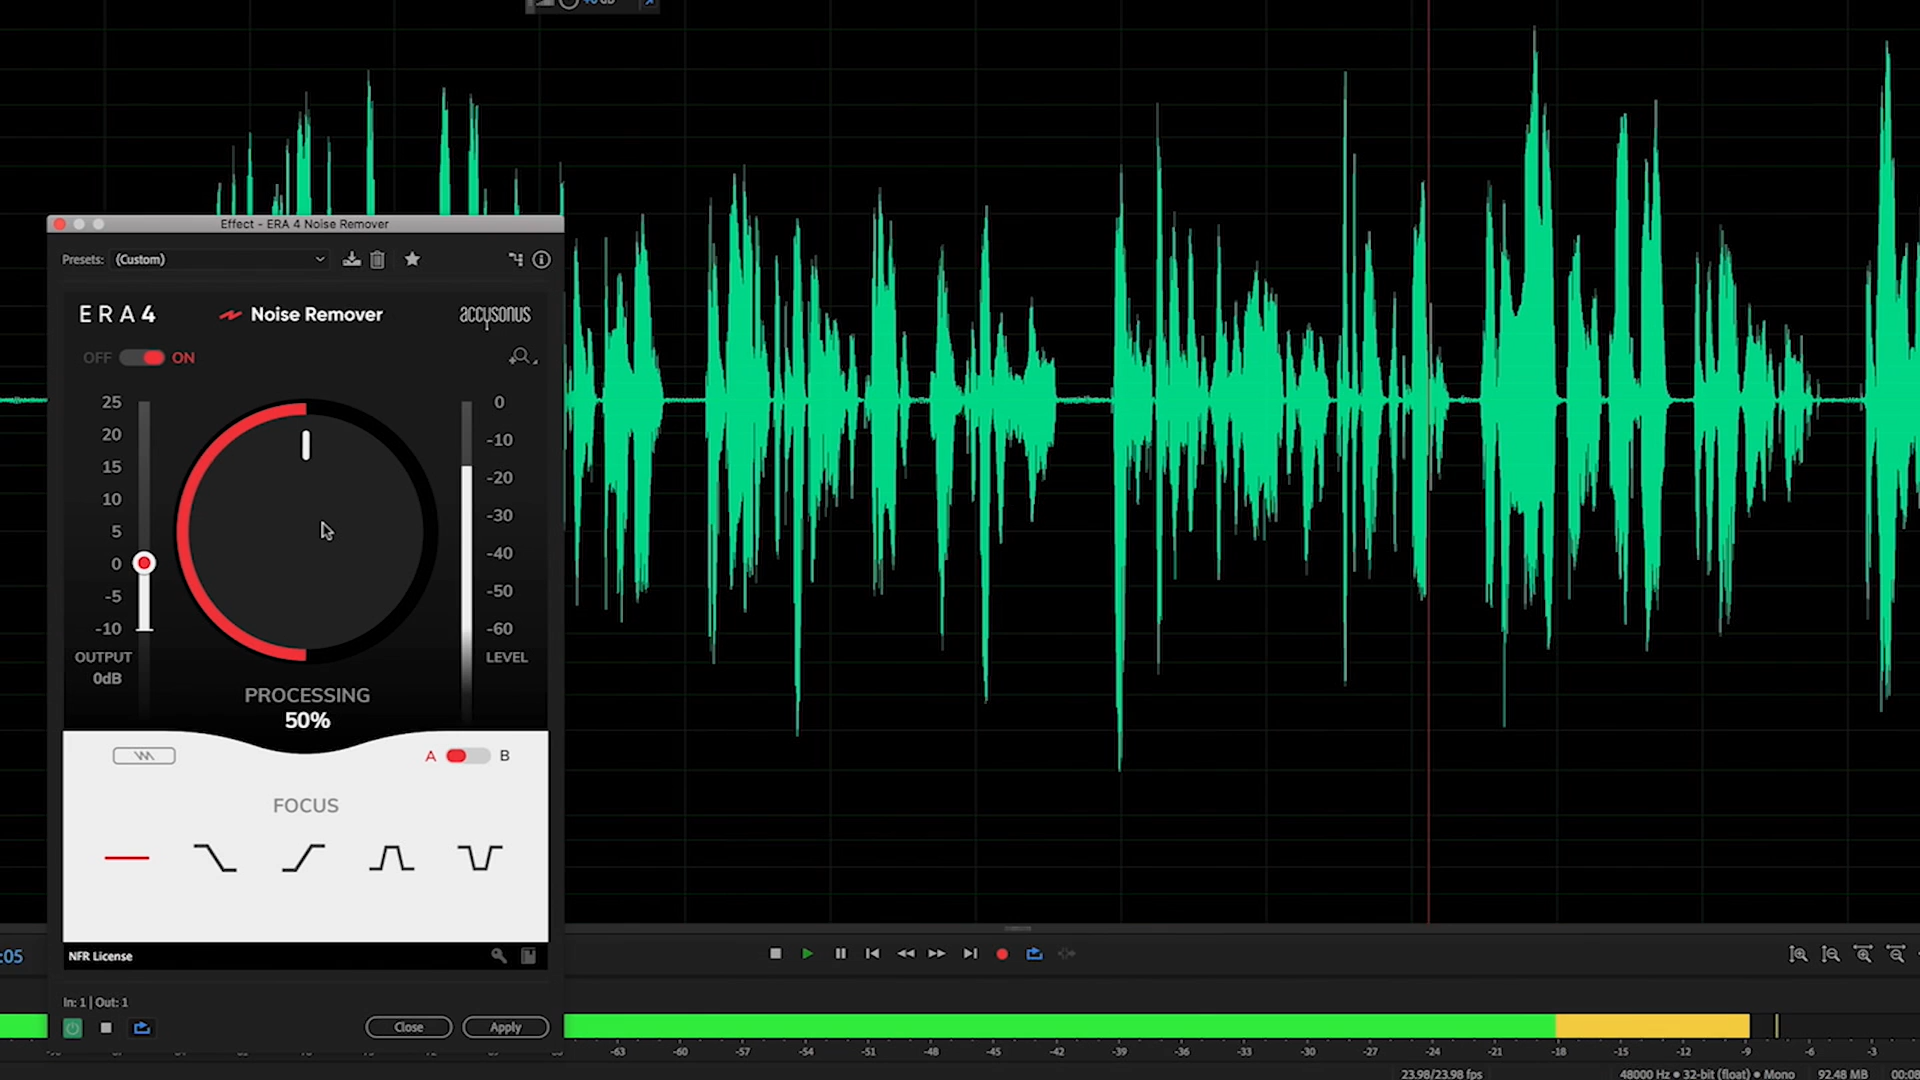 Effect - ERA 4 Noise Remover
Presets: (Custom)
ERA4 Noise Remover accusonus
OFF ON
25 0
20 -10
15 -20
10 -30
5 -40
0 -50
-5 -60
-10
OUTPUT LEVEL
0dB
PROCESSING
50%
A B
FOCUS
NFR License
:05
In: 1 | Out: 1
Close Apply
-63 -60 -57 -54 -51 -48 -45 -42 -39 -36 -33 -30 -27 -24 -21 -18 -15 -12 -9 -6 -3
23.98/23.98 fps 48000 Hz • 32-bit (float) • Mono 92.48 MB 00:08